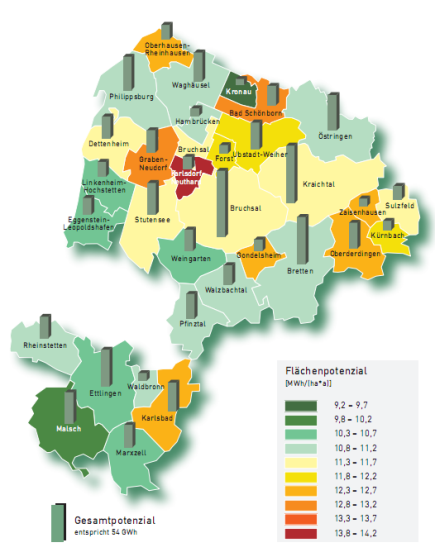 Oberhausen-
Rheinhausen
Philippsburg
Waghäusel
Kronau
Bad Schönborn
Hambrücken
Östringen
Dettenheim
Bruchsal
Graben-
Neudorf
Forst
Ubstadt-Weiher
Karlsdorf-
Neuthard
Linkenheim-
Hochstetten
Kraichtal
Stutensee
Bruchsal
Zaisenhausen
Sulzfeld
Eggenstein-
Leopoldshafen
Kürnbach
Weingarten
Gondelsheim
Oberderdingen
Bretten
Walzbachtal
Pfinztal
Rheinstetten
Ettlingen
Waldbronn
Karlsbad
Malsch
Marxzell
Flächenpotenzial
[MWh/(ha*a)]
9,2 – 9,7
9,8 – 10,2
10,3 – 10,7
10,8 – 11,2
11,3 – 11,7
11,8 – 12,2
12,3 – 12,7
12,8 – 13,2
13,3 – 13,7
13,8 – 14,2
Gesamtpotenzial
entspricht 54 GWh